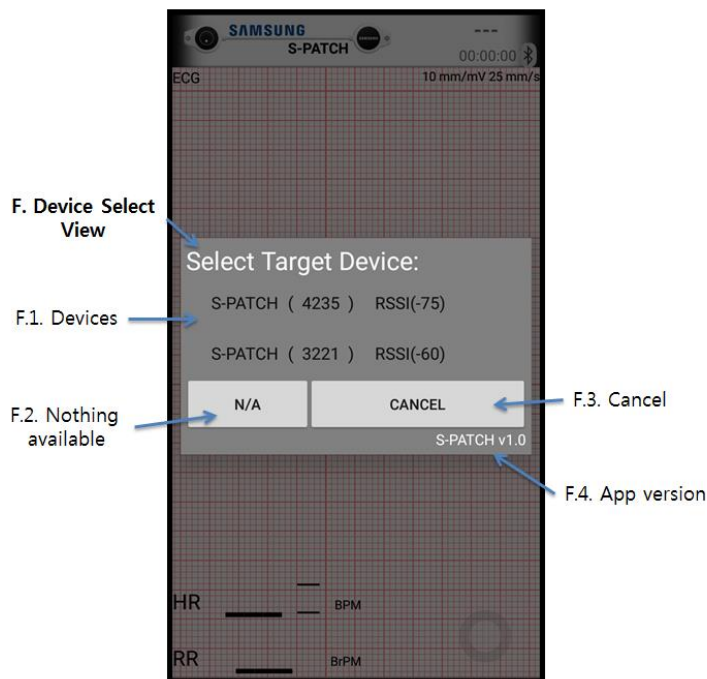 SAMSUNG
S-PATCH
---
00:00:00
ECG
10 mm/mV 25 mm/s
F. Device Select
View
Select Target Device:
F.1. Devices
S-PATCH ( 4235 ) RSSI(-75)
S-PATCH ( 3221 ) RSSI(-60)
F.2. Nothing
available
N/A
CANCEL
F.3. Cancel
S-PATCH v1.0
F.4. App version
HR
BPM
RR
BrPM